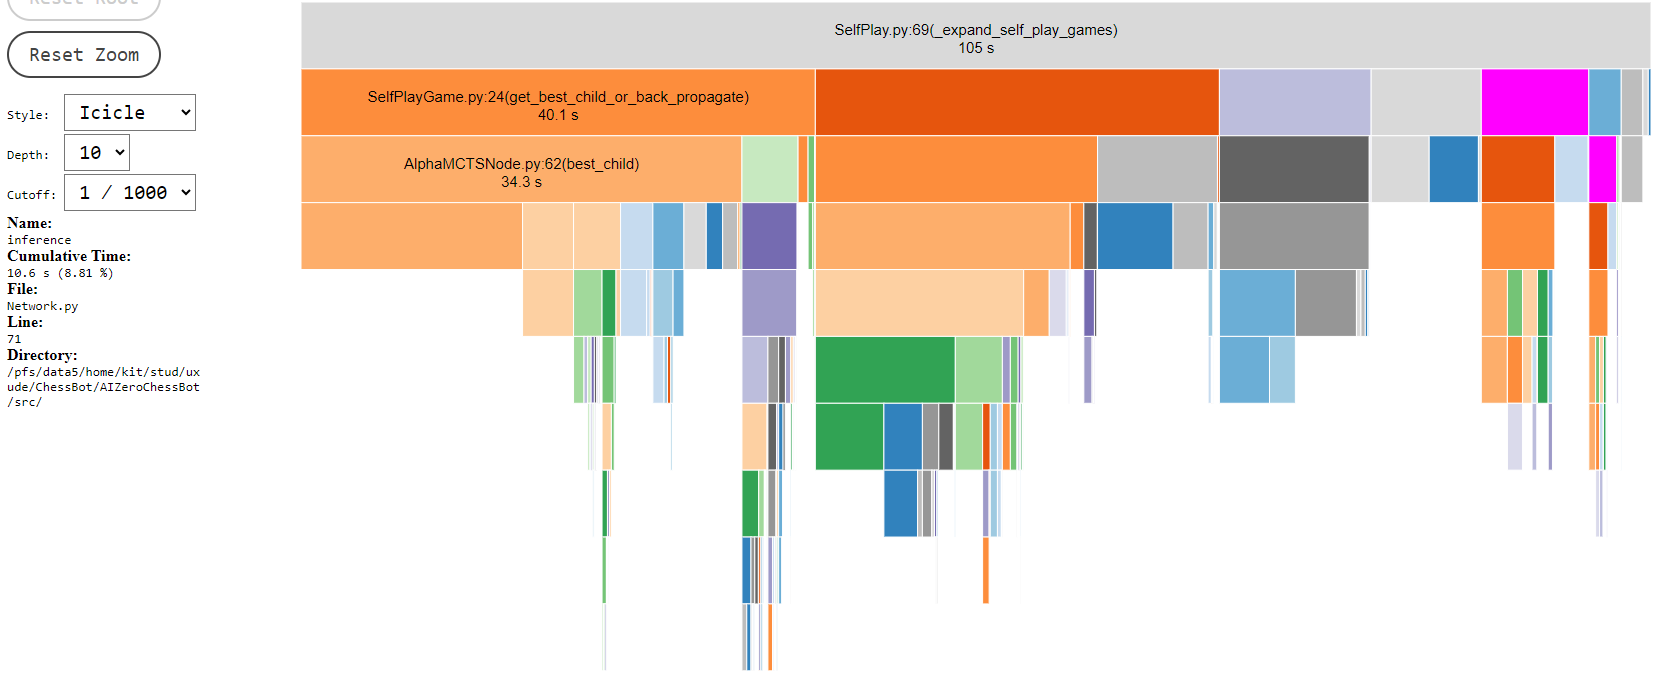 Reset Root
Reset Zoom
Style: Icicle
Depth: 10
Cutoff: 1 / 1000
Name:
inference
Cumulative Time:
10.6 s (8.81 %)
File:
Network.py
Line:
71
Directory:
/pfs/data5/home/kit/stud/ux
ude/ChessBot/AIZeroChessBot
/src/
SelfPlay.py:69(_expand_self_play_games)
105 s
SelfPlayGame.py:24(get_best_child_or_back_propagate)
40.1 s
AlphaMCTSNode.py:62(best_child)
34.3 s